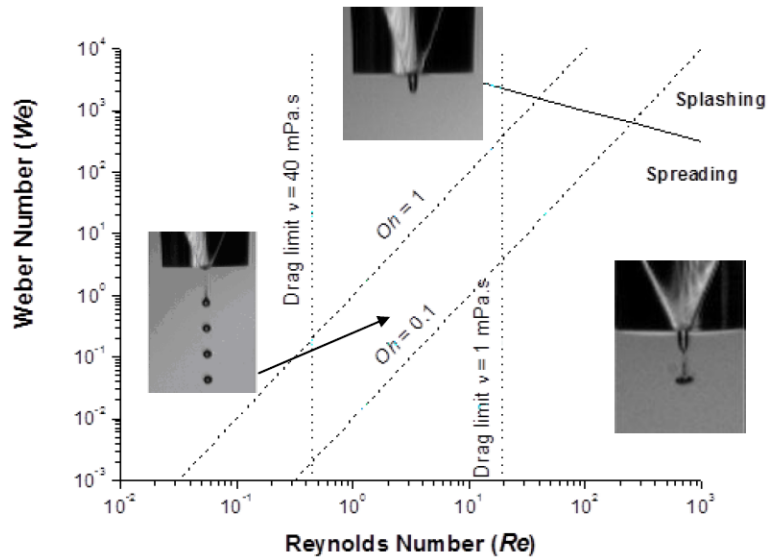 Weber Number (We)
10^4
10^3
10^2
10^1
10^0
10^-1
10^-2
10^-3
10^-2
10^-1
10^0
10^1
10^2
10^3
Reynolds Number (Re)
Drag limit v = 40 mPa.s
Oh = 1
Oh = 0.1
Drag limit v = 1 mPa.s
Splashing
Spreading